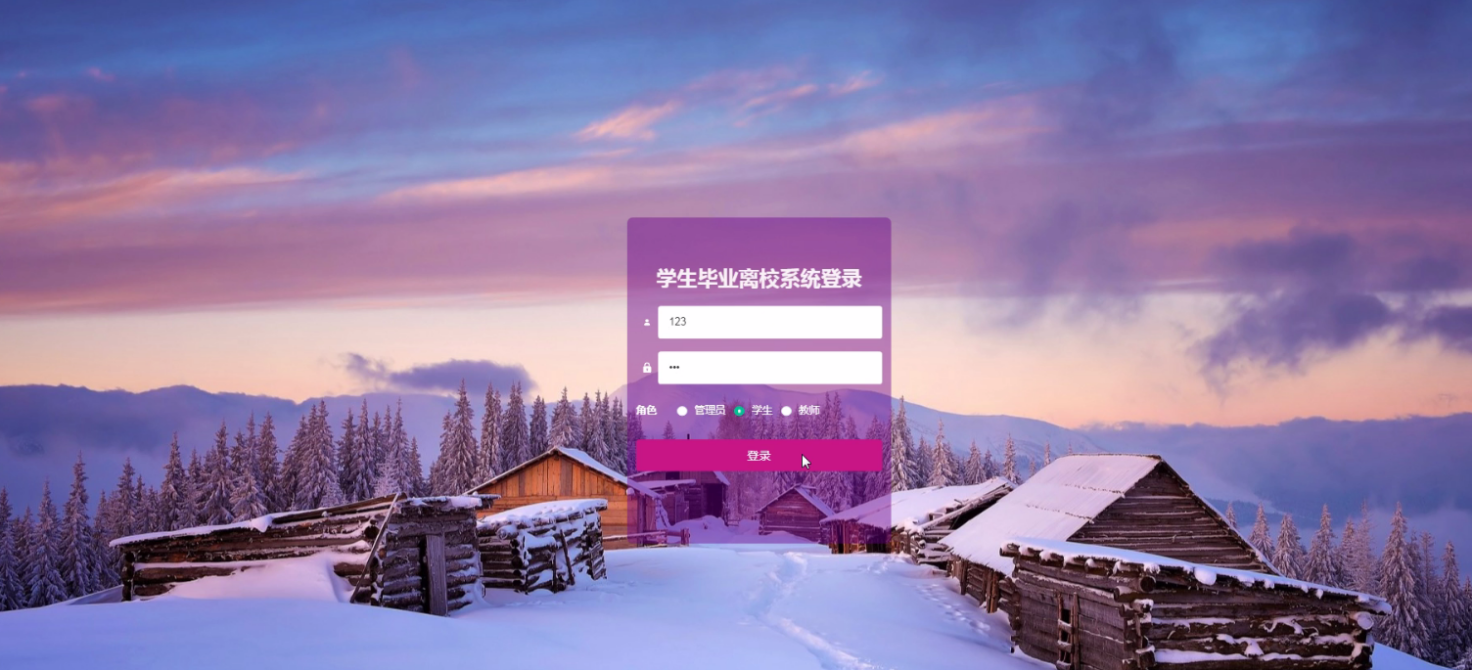 学生毕业离校系统登录
123
•••
角色 管理员 学生 教师
登录